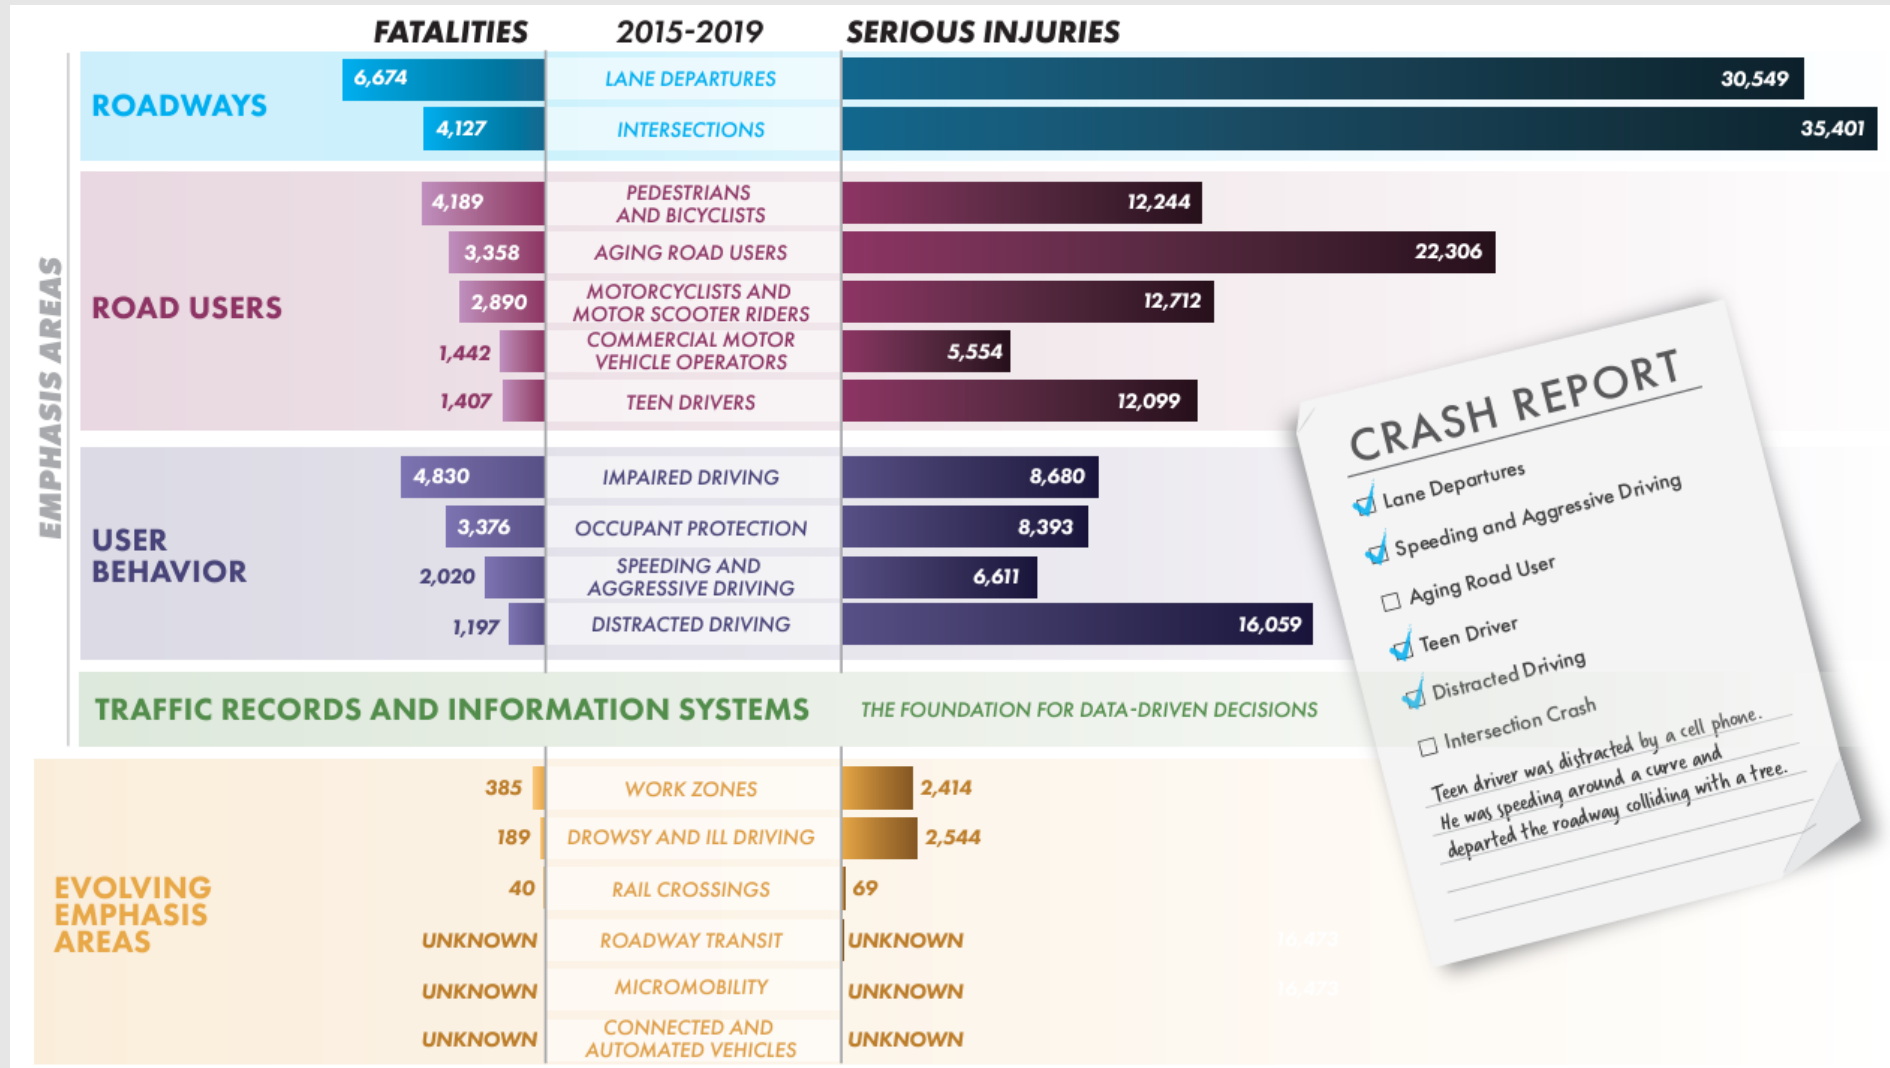 FATALITIES 2015-2019 SERIOUS INJURIES
EMPHASIS AREAS
ROADWAYS
6,674 LANE DEPARTURES 30,549
4,127 INTERSECTIONS 35,401
ROAD USERS
4,189 PEDESTRIANS
AND BICYCLISTS 12,244
3,358 AGING ROAD USERS 22,306
2,890 MOTORCYCLISTS AND
MOTOR SCOOTER RIDERS 12,712
1,442 COMMERCIAL MOTOR
VEHICLE OPERATORS 5,554
1,407 TEEN DRIVERS 12,099
USER
BEHAVIOR
4,830 IMPAIRED DRIVING 8,680
3,376 OCCUPANT PROTECTION 8,393
2,020 SPEEDING AND
AGGRESSIVE DRIVING 6,611
1,197 DISTRACTED DRIVING 16,059
TRAFFIC RECORDS AND INFORMATION SYSTEMS THE FOUNDATION FOR DATA-DRIVEN DECISIONS
EVOLVING
EMPHASIS
AREAS
385 WORK ZONES 2,414
189 DROWSY AND ILL DRIVING 2,544
40 RAIL CROSSINGS 69
UNKNOWN ROADWAY TRANSIT UNKNOWN
16,473
UNKNOWN MICROMOBILITY UNKNOWN
16,473
UNKNOWN CONNECTED AND
AUTOMATED VEHICLES UNKNOWN
CRASH REPORT
Lane Departures
Speeding and Aggressive Driving
Aging Road User
Teen Driver
Distracted Driving
Intersection Crash
Teen driver was distracted by a cell phone.
He was speeding around a curve and
departed the roadway colliding with a tree.